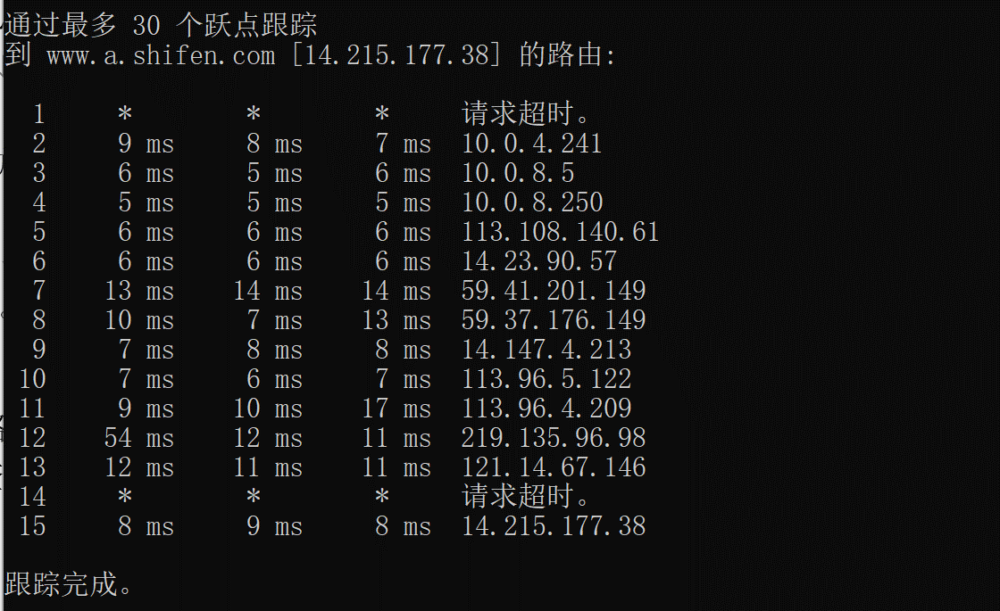 通过最多 30 个跃点跟踪
到 www.a.shifen.com [14.215.177.38] 的路由:
1 * * * 请求超时。
2 9 ms 8 ms 7 ms 10.0.4.241
3 6 ms 5 ms 6 ms 10.0.8.5
4 5 ms 5 ms 5 ms 10.0.8.250
5 6 ms 6 ms 6 ms 113.108.140.61
6 6 ms 6 ms 6 ms 14.23.90.57
7 13 ms 14 ms 14 ms 59.41.201.149
8 10 ms 7 ms 13 ms 59.37.176.149
9 7 ms 8 ms 8 ms 14.147.4.213
10 7 ms 6 ms 7 ms 113.96.5.122
11 9 ms 10 ms 17 ms 113.96.4.209
12 54 ms 12 ms 11 ms 219.135.96.98
13 12 ms 11 ms 11 ms 121.14.67.146
14 * * * 请求超时。
15 8 ms 9 ms 8 ms 14.215.177.38
跟踪完成。